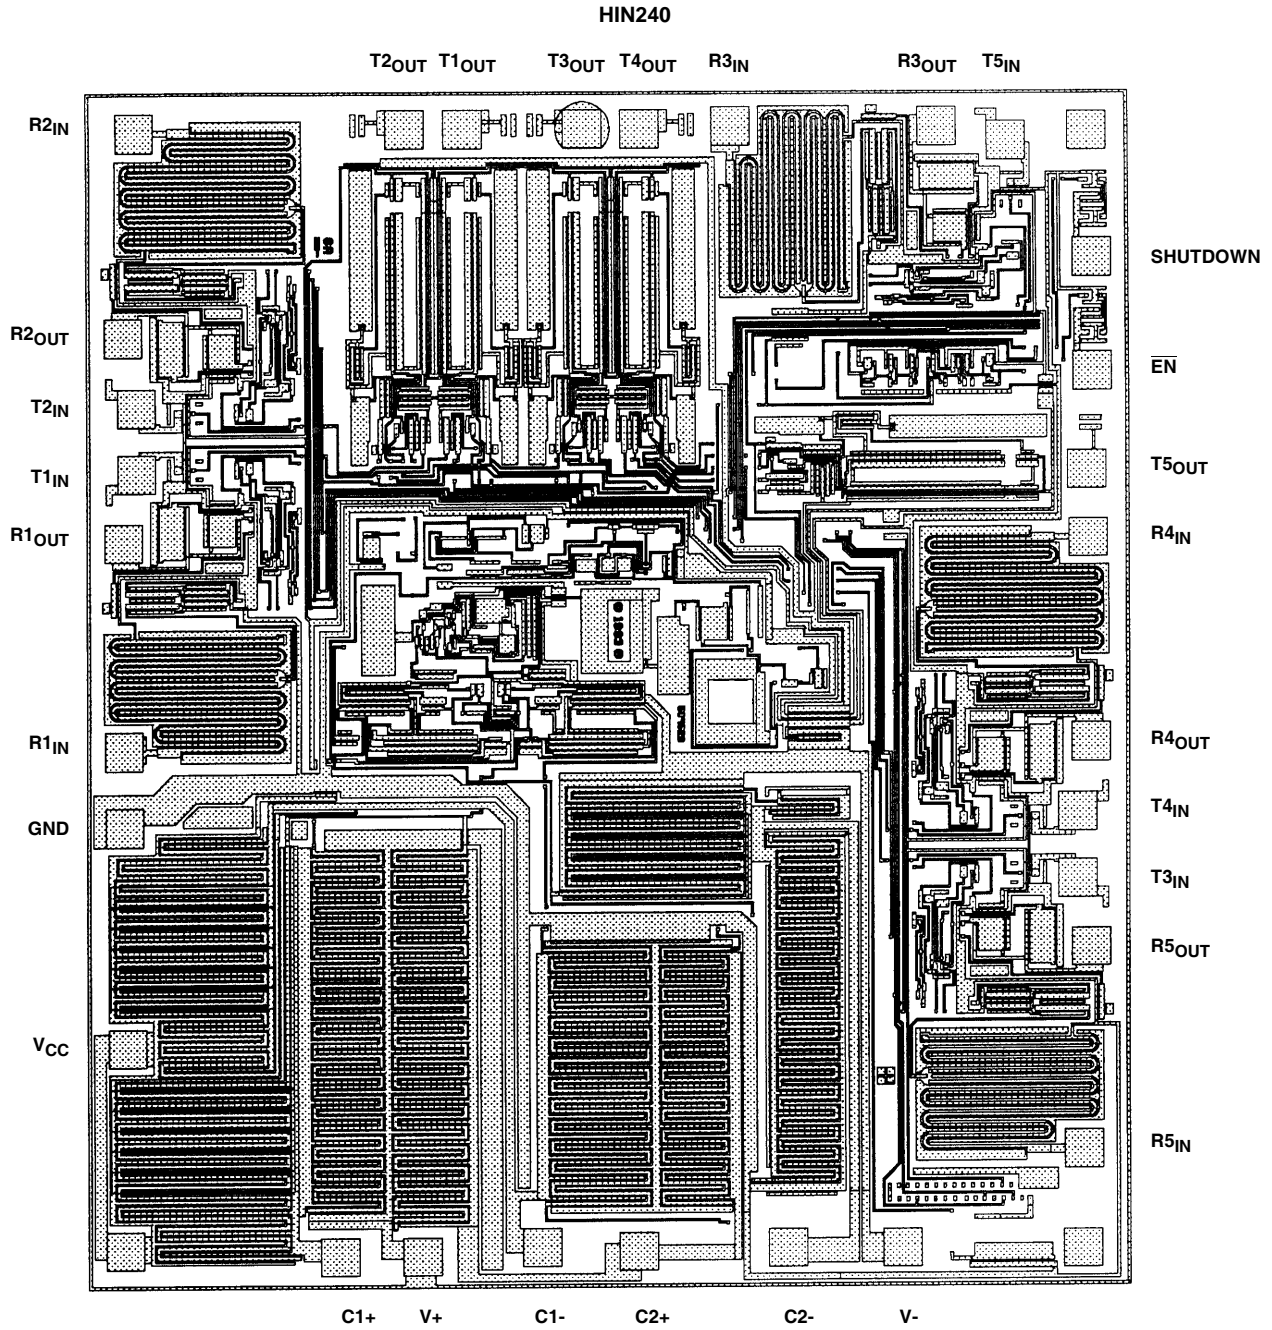 HIN240
T2OUT T1OUT T3OUT T4OUT R3IN R3OUT T5IN
R2IN
SHUTDOWN
R2OUT
EN
T2IN
T5OUT
T1IN
R4IN
R1OUT
R4OUT
R1IN
T4IN
GND
T3IN
R5OUT
VCC
R5IN
C1+ V+ C1- C2+ C2- V-